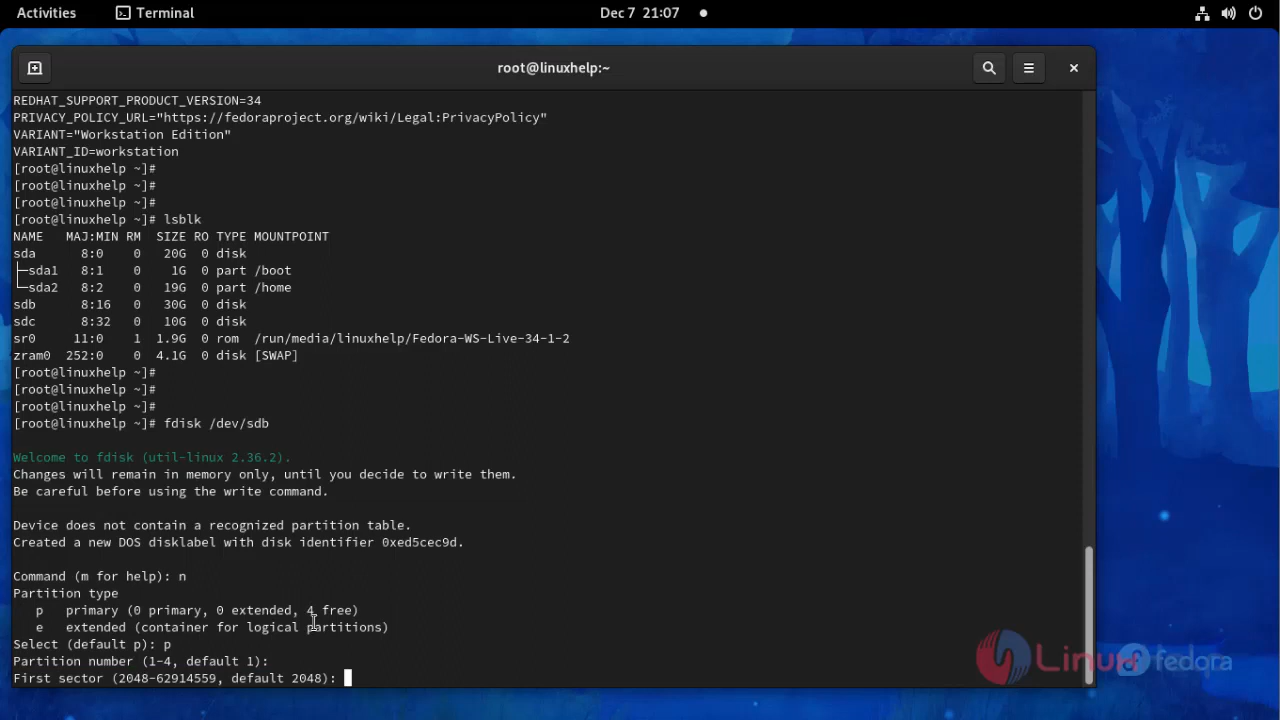 Activities Terminal Dec 7 21:07
root@linuxhelp:~
REDHAT_SUPPORT_PRODUCT_VERSION=34
PRIVACY_POLICY_URL="https://fedoraproject.org/wiki/Legal:PrivacyPolicy"
VARIANT="Workstation Edition"
VARIANT_ID=workstation
[root@linuxhelp ~]#
[root@linuxhelp ~]#
[root@linuxhelp ~]#
[root@linuxhelp ~]# lsblk
NAME MAJ:MIN RM SIZE RO TYPE MOUNTPOINT
sda 8:0 0 20G 0 disk
├─sda1 8:1 0 1G 0 part /boot
└─sda2 8:2 0 19G 0 part /home
sdb 8:16 0 30G 0 disk
sdc 8:32 0 10G 0 disk
sr0 11:0 1 1.9G 0 rom /run/media/linuxhelp/Fedora-WS-Live-34-1-2
zram0 252:0 0 4.1G 0 disk [SWAP]
[root@linuxhelp ~]#
[root@linuxhelp ~]#
[root@linuxhelp ~]#
[root@linuxhelp ~]# fdisk /dev/sdb
Welcome to fdisk (util-linux 2.36.2).
Changes will remain in memory only, until you decide to write them.
Be careful before using the write command.
Device does not contain a recognized partition table.
Created a new DOS disklabel with disk identifier 0xed5cec9d.
Command (m for help): n
Partition type
p primary (0 primary, 0 extended, 4 free)
e extended (container for logical partitions)
Select (default p): p
Partition number (1-4, default 1):
First sector (2048-62914559, default 2048):
fedora